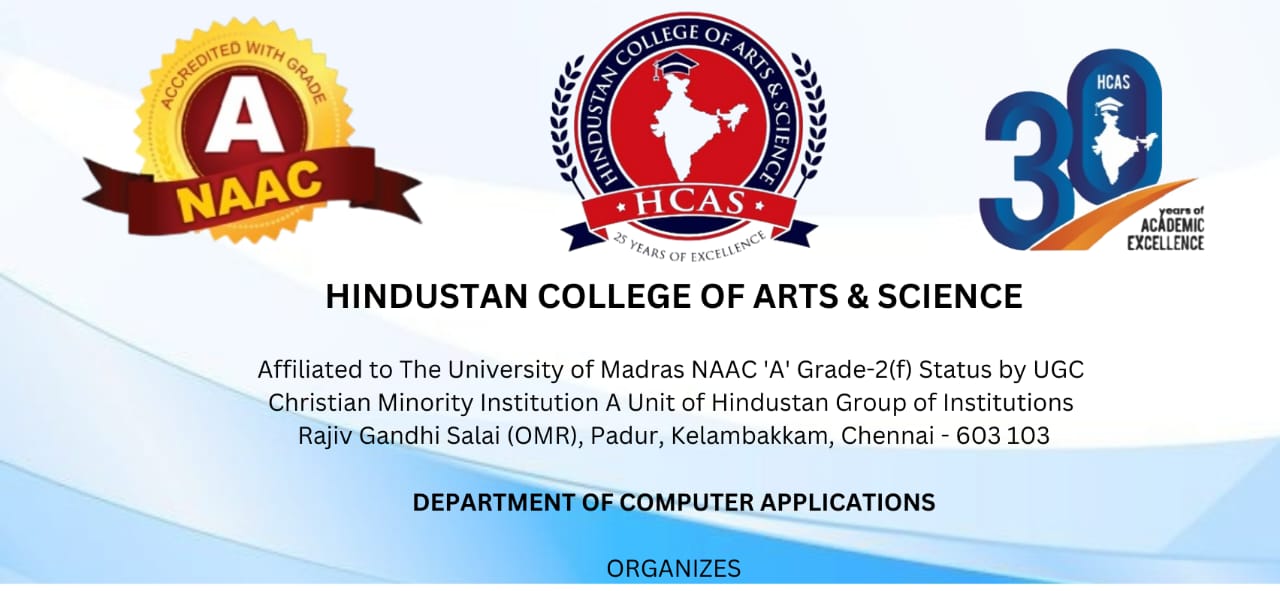 ACCREDITED WITH GRADE
A
NAAC
HINDUSTAN COLLEGE OF ARTS & SCIENCE
HCAS
25 YEARS OF EXCELLENCE
HCAS
30
years of
ACADEMIC
EXCELLENCE
HINDUSTAN COLLEGE OF ARTS & SCIENCE
Affiliated to The University of Madras NAAC 'A' Grade-2(f) Status by UGC
Christian Minority Institution A Unit of Hindustan Group of Institutions
Rajiv Gandhi Salai (OMR), Padur, Kelambakkam, Chennai - 603 103
DEPARTMENT OF COMPUTER APPLICATIONS
ORGANIZES